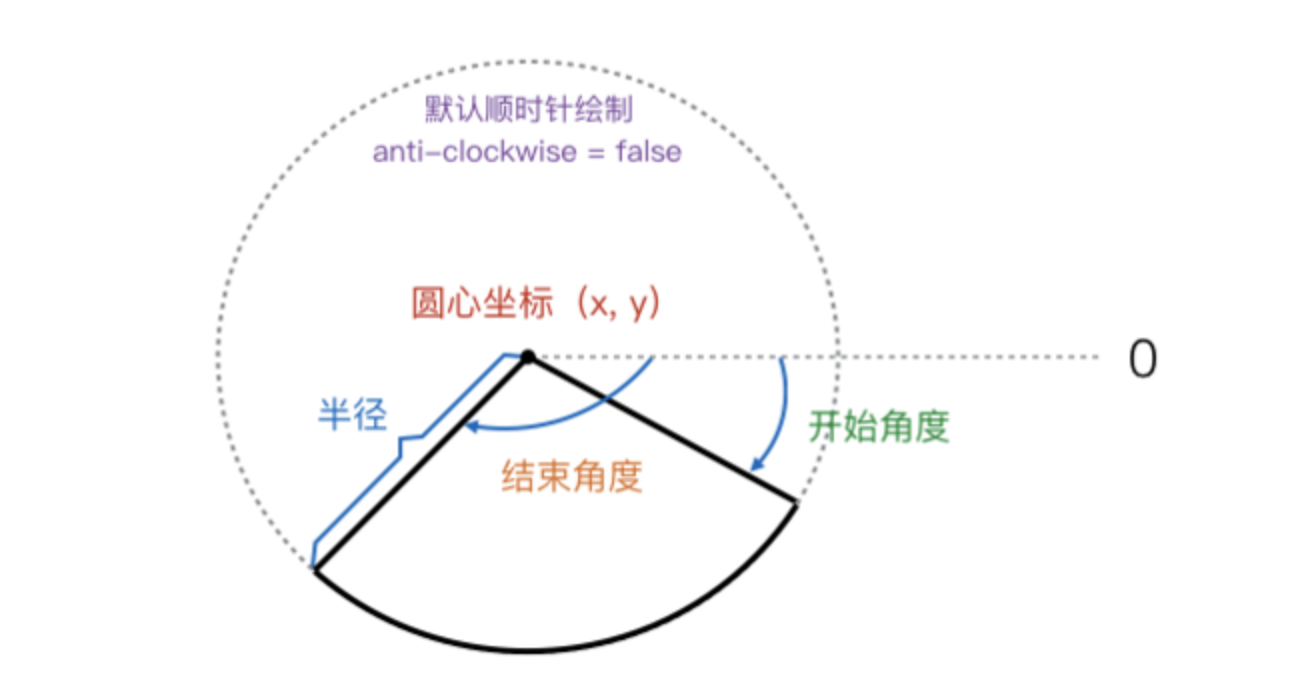 默认顺时针绘制
anti-clockwise = false
圆心坐标（x, y）
0
半径
开始角度
结束角度